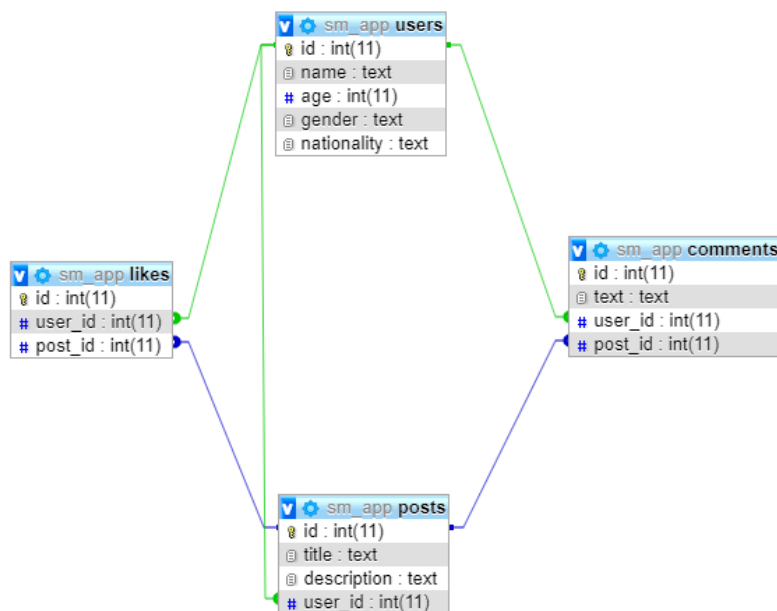 sm_app users
id : int(11)
name : text
age : int(11)
gender : text
nationality : text
sm_app likes
id : int(11)
user_id : int(11)
post_id : int(11)
sm_app comments
id : int(11)
text : text
user_id : int(11)
post_id : int(11)
sm_app posts
id : int(11)
title : text
description : text
user_id : int(11)